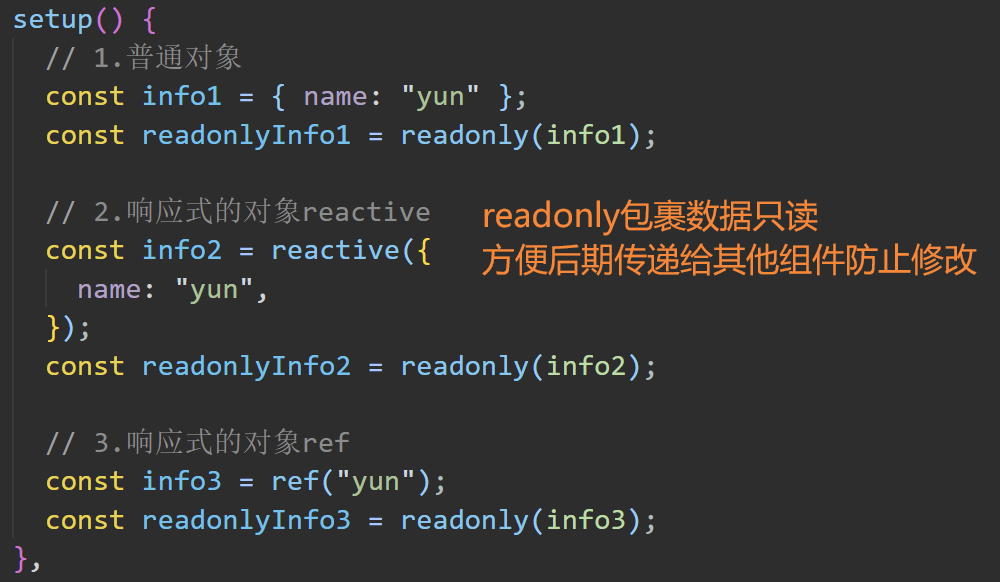 setup() {
// 1.普通对象
const info1 = { name: "yun" };
const readonlyInfo1 = readonly(info1);
// 2.响应式的对象reactive
readonly包裹数据只读
const info2 = reactive({
方便后期传递给其他组件防止修改
name: "yun",
});
const readonlyInfo2 = readonly(info2);
// 3.响应式的对象ref
const info3 = ref("yun");
const readonlyInfo3 = readonly(info3);
},